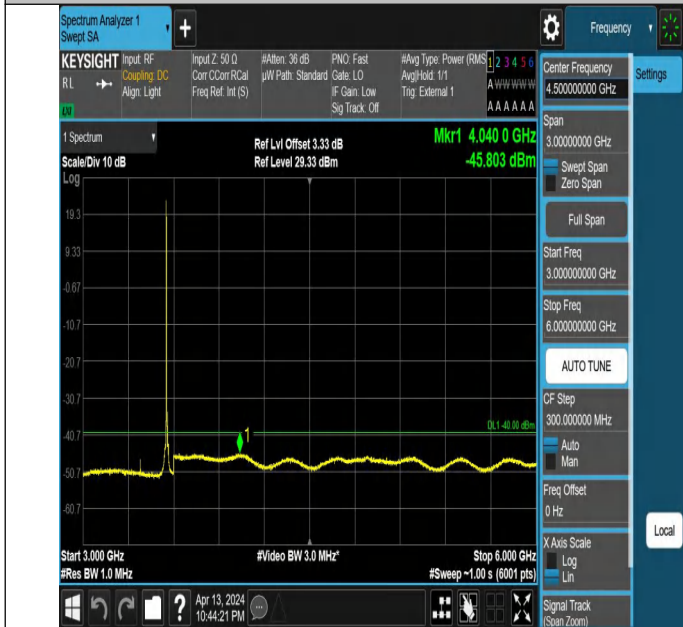 Spectrum Analyzer 1
Swept SA
+
Frequency
KEYSIGHT
RL
Input: RF
Coupling: DC
Align: Light
Input Z: 50 Ω
Corr CCorr RCal
Freq Ref: Int (S)
#Atten: 36 dB
µW Path: Standard
PNO: Fast
Gate: LO
IF Gain: Low
Sig Track: Off
#Avg Type: Power (RMS
Avg|Hold: 1/1
Trig: External 1
1 2 3 4 5 6
A W W W W W
A A A A A A
1 Spectrum
Scale/Div 10 dB
Log
Ref Lvl Offset 3.33 dB
Ref Level 29.33 dBm
Mkr1 4.040 0 GHz
-45.803 dBm
19.3
9.33
-0.67
-10.7
-20.7
-30.7
-40.7
-50.7
-60.7
DL1 -40.00 dBm
1
Start 3.000 GHz
#Res BW 1.0 MHz
#Video BW 3.0 MHz*
Stop 6.000 GHz
#Sweep ~1.00 s (6001 pts)
Center Frequency
4.500000000 GHz
Settings
Span
3.00000000 GHz
Swept Span
Zero Span
Full Span
Start Freq
3.000000000 GHz
Stop Freq
6.000000000 GHz
AUTO TUNE
CF Step
300.000000 MHz
Auto
Man
Freq Offset
0 Hz
Local
X Axis Scale
Log
Lin
Signal Track
(Span Zoom)
?
Apr 13, 2024
10:44:21 PM